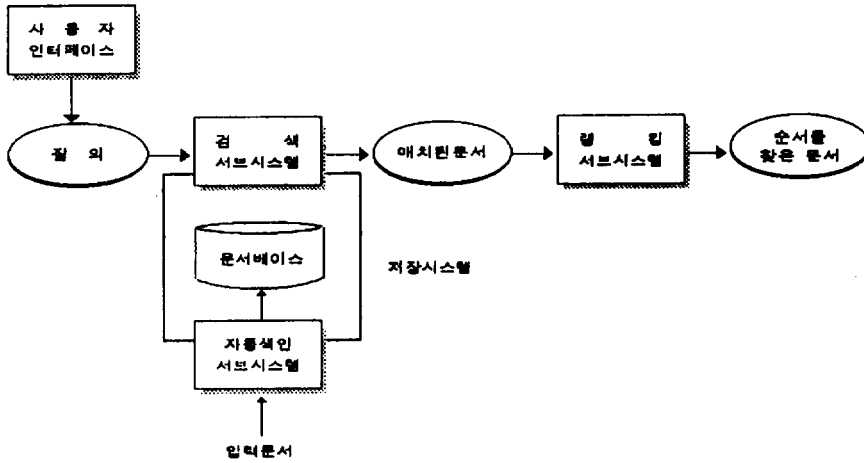 사 용 자
인터페이스
질 의
검 색
서브시스템
매치된문서
랭 킹
서브시스템
순서를
찾은 문서
문서베이스
저장시스템
자동색인
서브시스템
입력문서